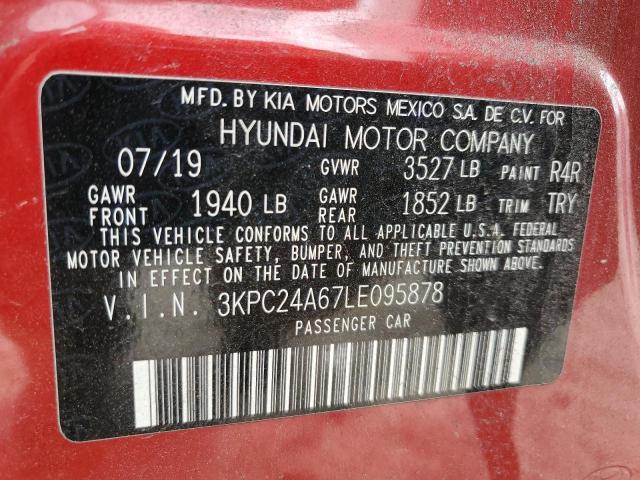 MFD. BY KIA MOTORS MEXICO S.A. DE C.V. FOR
HYUNDAI MOTOR COMPANY
07/19 GVWR 3527 LB PAINT R4R
GAWR FRONT 1940 LB GAWR REAR 1852 LB TRIM TRY
THIS VEHICLE CONFORMS TO ALL APPLICABLE U.S.A. FEDERAL
MOTOR VEHICLE SAFETY, BUMPER, AND THEFT PREVENTION STANDARDS
IN EFFECT ON THE DATE OF MANUFACTURE SHOWN ABOVE.
V.I.N. 3KPC24A67LE095878
PASSENGER CAR